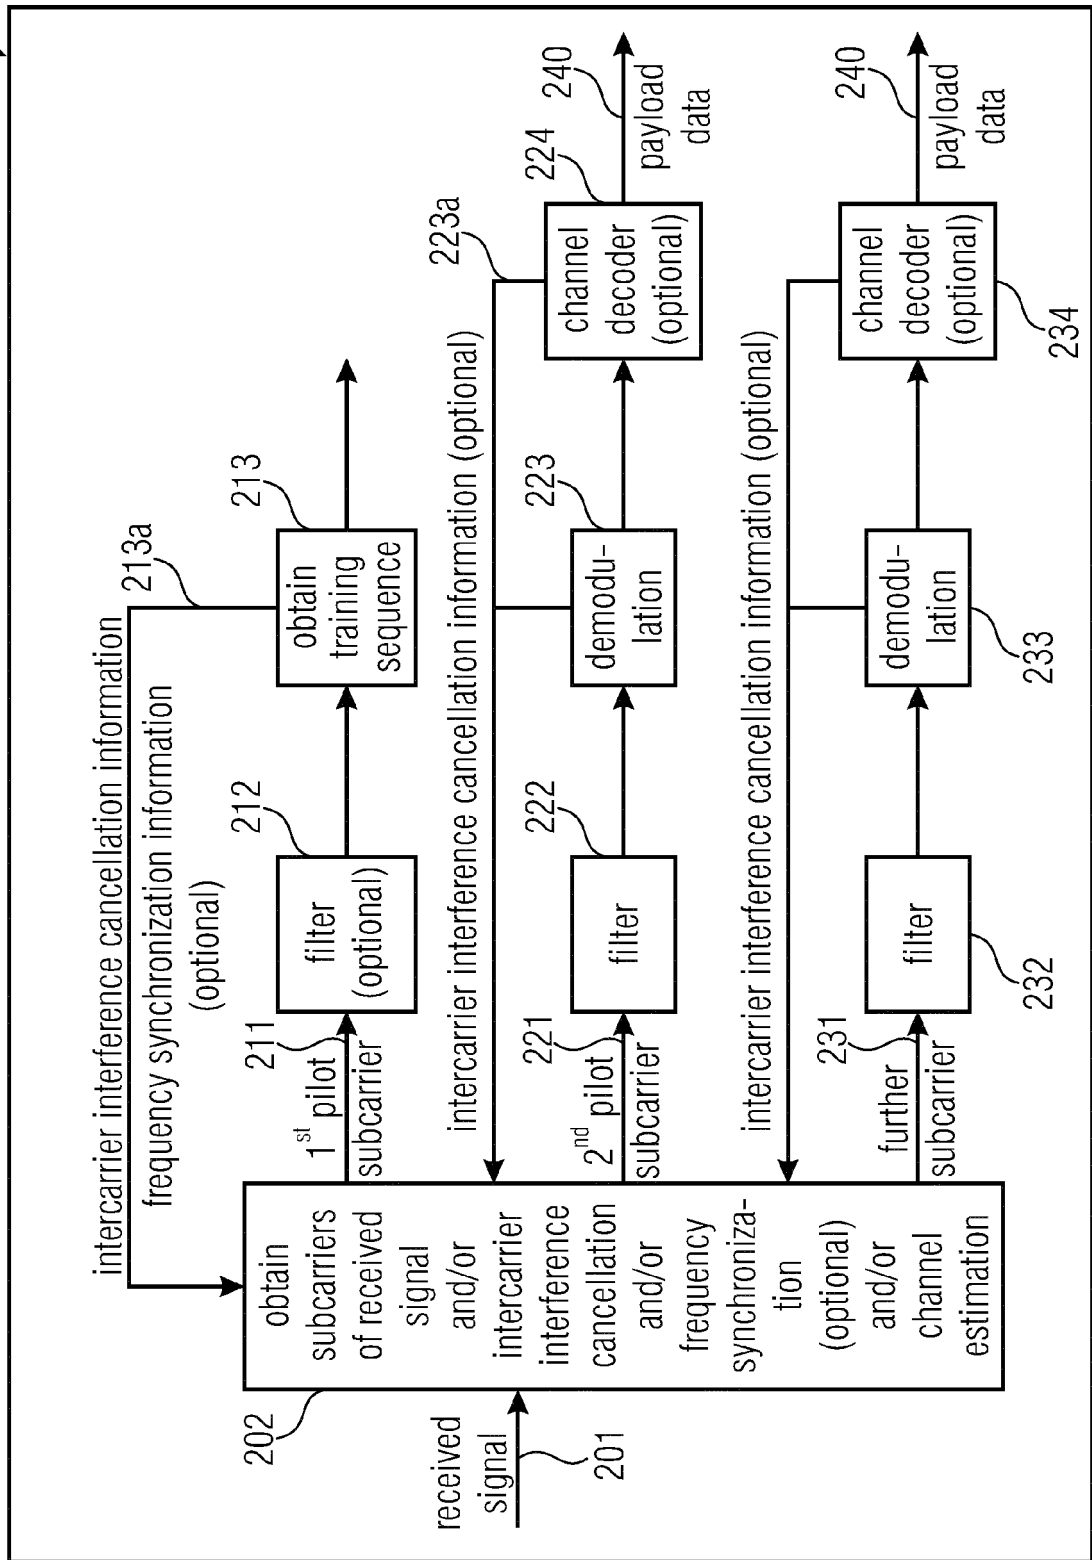 intercarrier interference cancellation information
213a
frequency synchronization information
(optional)
202
received
signal
201
obtain
subcarriers
of received
signal
and/or
intercarrier
interference
cancellation
and/or
frequency
synchroniza-
tion
(optional)
and/or
channel
estimation
1st pilot
subcarrier
211
filter
(optional)
212
obtain
training
sequence
213
intercarrier interference cancellation information (optional)
223a
2nd pilot
subcarrier
221
filter
222
demodu-
lation
223
channel
decoder
(optional)
224
240
payload
data
intercarrier interference cancellation information (optional)
further
subcarrier
231
filter
232
demodu-
lation
233
channel
decoder
(optional)
234
240
payload
data